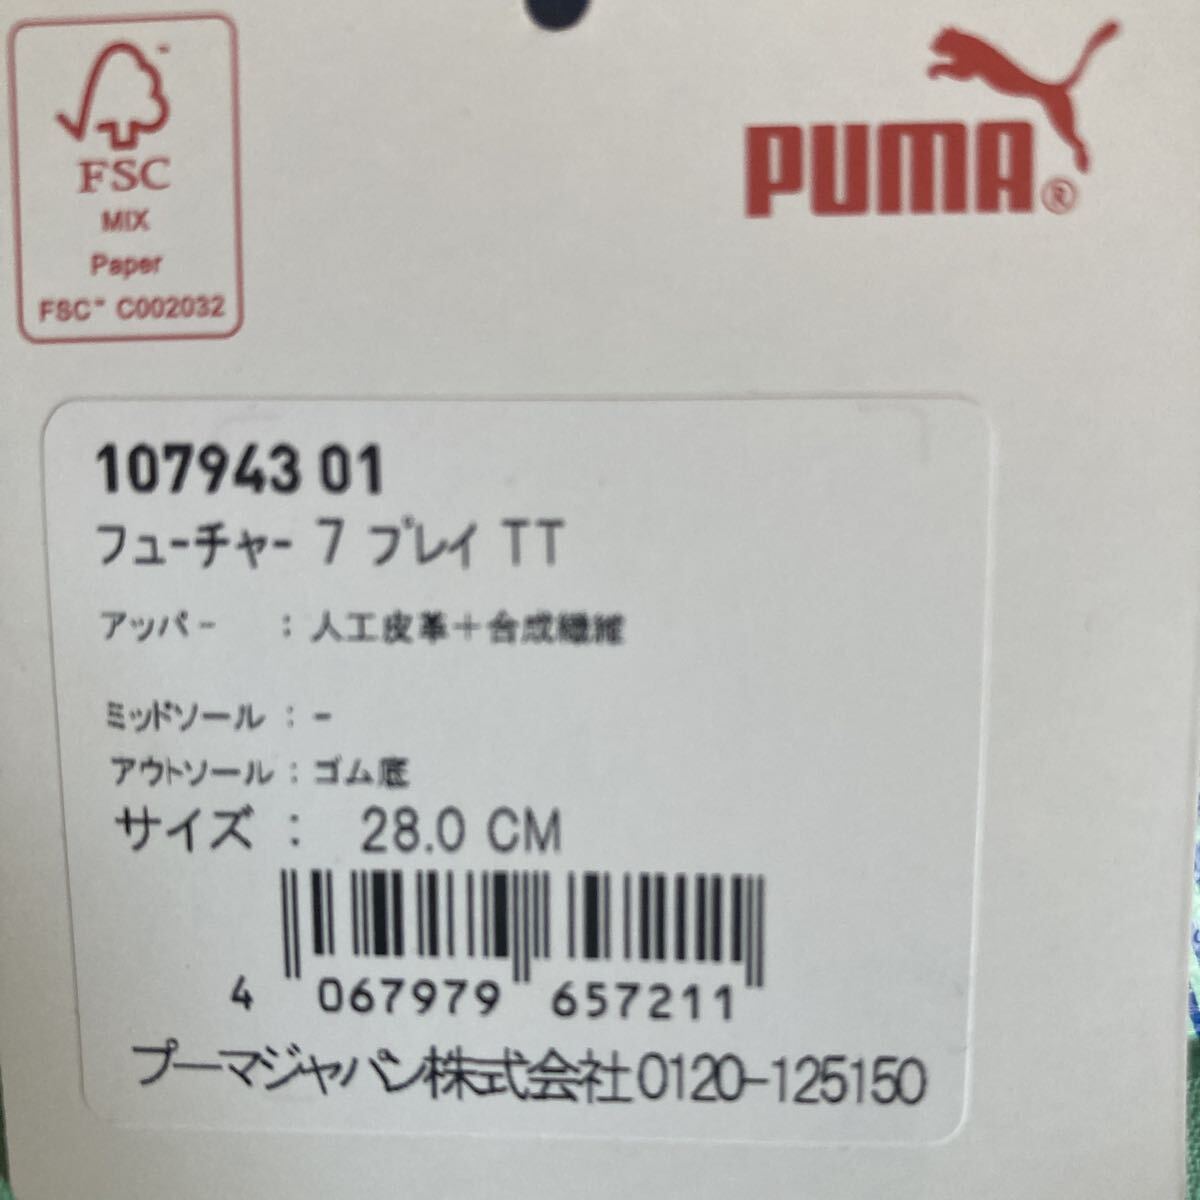 FSC
MIX
Paper
FSC™ C002032
PUMA®
107943 01
フューチャー 7 プレイ TT
アッパー : 人工皮革+合成繊維
ミッドソール : -
アウトソール : ゴム底
サイズ : 28.0 CM
4 067979 657211
プーマジャパン株式会社0120-125150